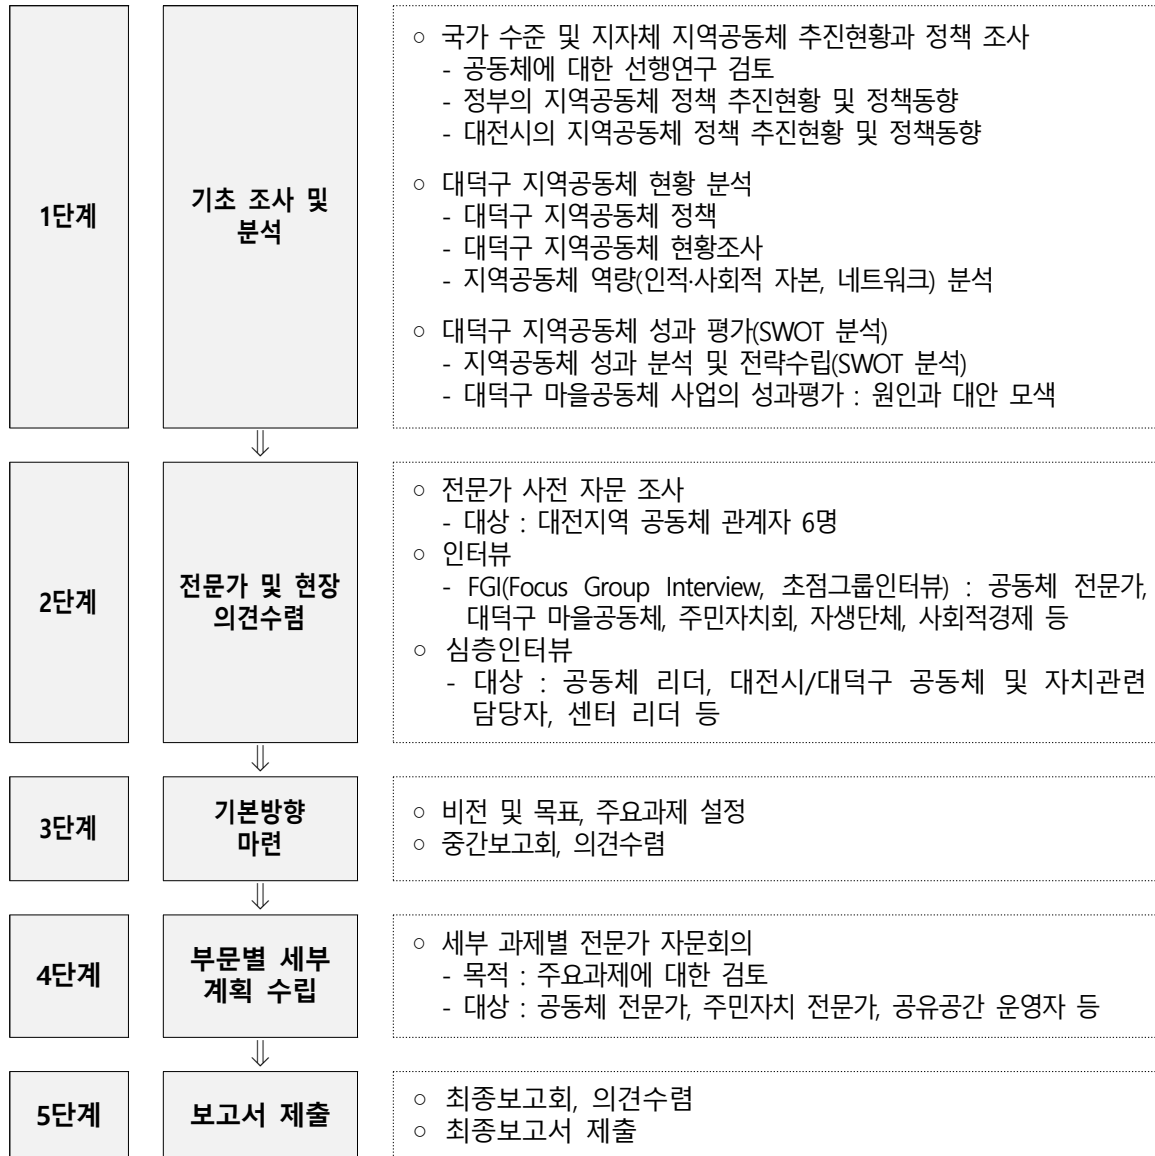 1단계
기초 조사 및
분석
○ 국가 수준 및 지자체 지역공동체 추진현황과 정책 조사
- 공동체에 대한 선행연구 검토
- 정부의 지역공동체 정책 추진현황 및 정책동향
- 대전시의 지역공동체 정책 추진현황 및 정책동향
○ 대덕구 지역공동체 현황 분석
- 대덕구 지역공동체 정책
- 대덕구 지역공동체 현황조사
- 지역공동체 역량(인적·사회적 자본, 네트워크) 분석
○ 대덕구 지역공동체 성과 평가(SWOT 분석)
- 지역공동체 성과 분석 및 전략수립(SWOT 분석)
- 대덕구 마을공동체 사업의 성과평가 : 원인과 대안 모색
⇓
2단계
전문가 및 현장
의견수렴
○ 전문가 사전 자문 조사
- 대상 : 대전지역 공동체 관계자 6명
○ 인터뷰
- FGI(Focus Group Interview, 초점그룹인터뷰) : 공동체 전문가,
대덕구 마을공동체, 주민자치회, 자생단체, 사회적경제 등
○ 심층인터뷰
- 대상 : 공동체 리더, 대전시/대덕구 공동체 및 자치관련
담당자, 센터 리더 등
⇓
3단계
기본방향
마련
○ 비전 및 목표, 주요과제 설정
○ 중간보고회, 의견수렴
⇓
4단계
부문별 세부
계획 수립
○ 세부 과제별 전문가 자문회의
- 목적 : 주요과제에 대한 검토
- 대상 : 공동체 전문가, 주민자치 전문가, 공유공간 운영자 등
⇓
5단계
보고서 제출
○ 최종보고회, 의견수렴
○ 최종보고서 제출